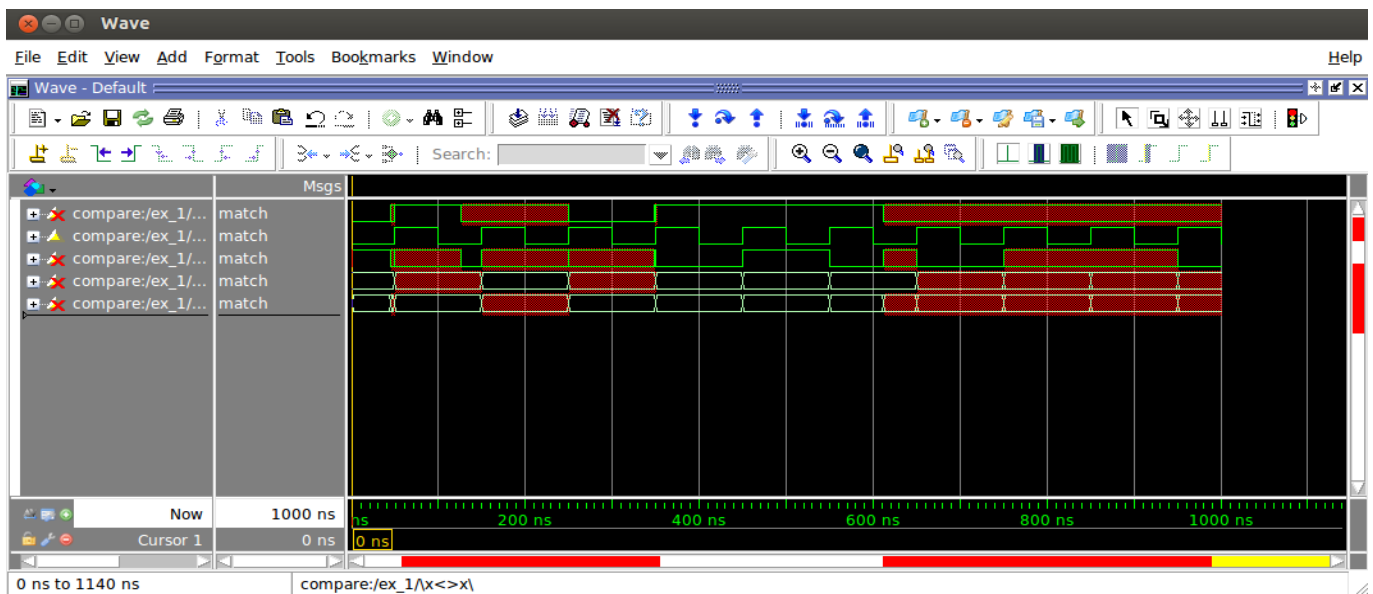 Wave
File Edit View Add Format Tools Bookmarks Window Help
Wave - Default
Search:
Msgs
compare:/ex_1/... match
compare:/ex_1/... match
compare:/ex_1/... match
compare:/ex_1/... match
compare:/ex_1/... match
Now 1000 ns ns 200 ns 400 ns 600 ns 800 ns 1000 ns
Cursor 1 0 ns 0 ns
0 ns to 1140 ns compare:/ex_1/\x<>x\